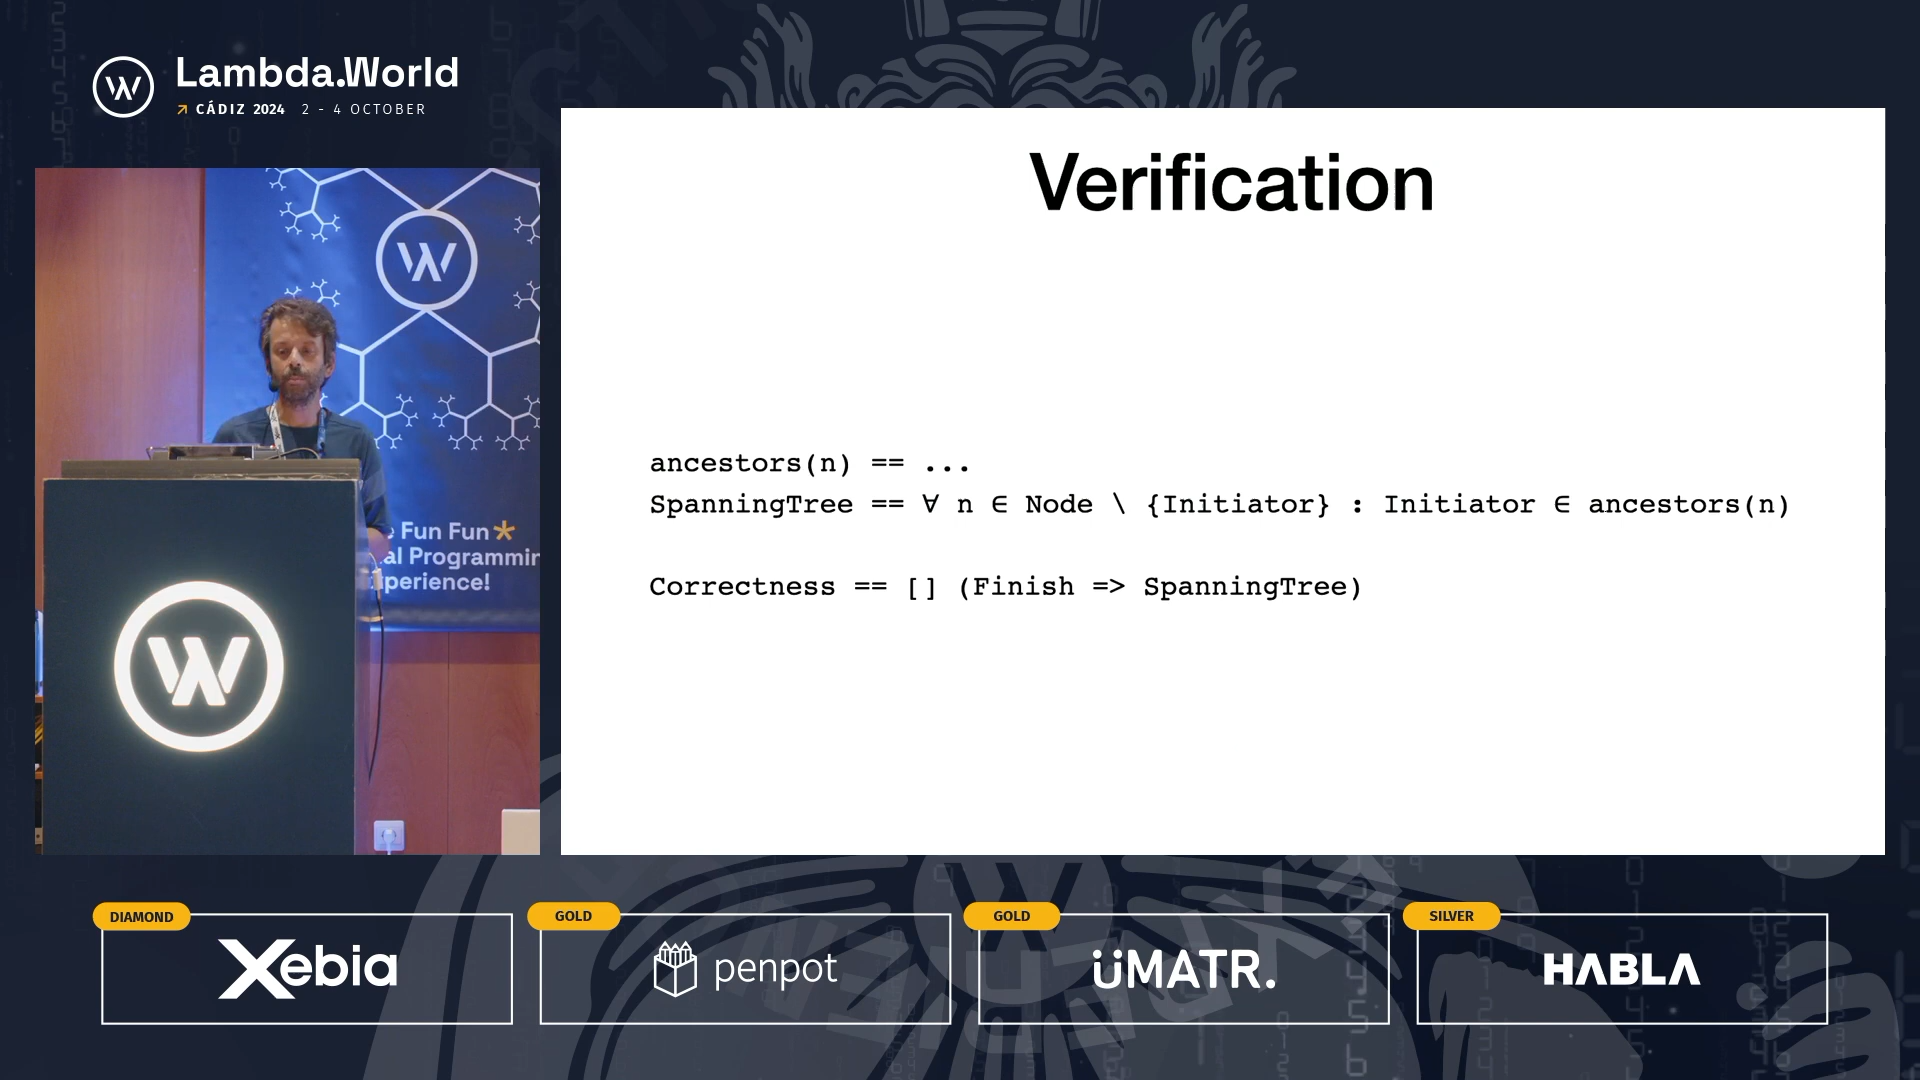 Lambda.World
CÁDIZ 2024 2 - 4 OCTOBER
Verification
ancestors(n) == ...
SpanningTree == ∀ n ∈ Node \ {Initiator} : Initiator ∈ ancestors(n)
Correctness == [] (Finish => SpanningTree)
Fun Fun*
al Programmin
xperience!
DIAMOND
Xebia
GOLD
penpot
GOLD
üMATR.
SILVER
HABLA